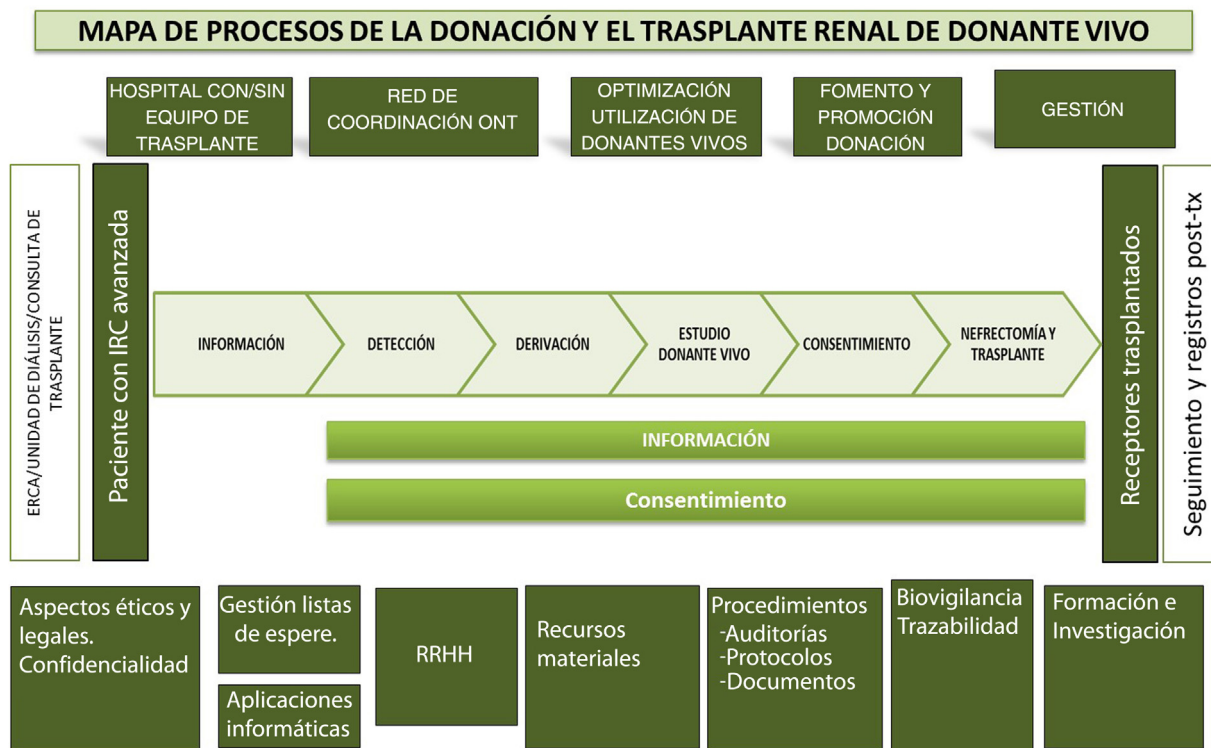 MAPA DE PROCESOS DE LA DONACIÓN Y EL TRASPLANTE RENAL DE DONANTE VIVO
HOSPITAL CON/SIN
EQUIPO DE
TRASPLANTE
RED DE
COORDINACIÓN ONT
OPTIMIZACIÓN
UTILIZACIÓN DE
DONANTES VIVOS
FOMENTO Y
PROMOCIÓN
DONACIÓN
GESTIÓN
ERCA/UNIDAD DE DIÁLISIS/CONSULTA DE
TRASPLANTE
Paciente con IRC avanzada
INFORMACIÓN
DETECCIÓN
DERIVACIÓN
ESTUDIO
DONANTE VIVO
CONSENTIMIENTO
NEFRECTOMÍA Y
TRASPLANTE
INFORMACIÓN
Consentimiento
Receptores trasplantados
Seguimiento y registros post-tx
Aspectos éticos y
legales.
Confidencialidad
Gestión listas
de espere.
Aplicaciones
informáticas
RRHH
Recursos
materiales
Procedimientos
-Auditorías
-Protocolos
-Documentos
Biovigilancia
Trazabilidad
Formación e
Investigación